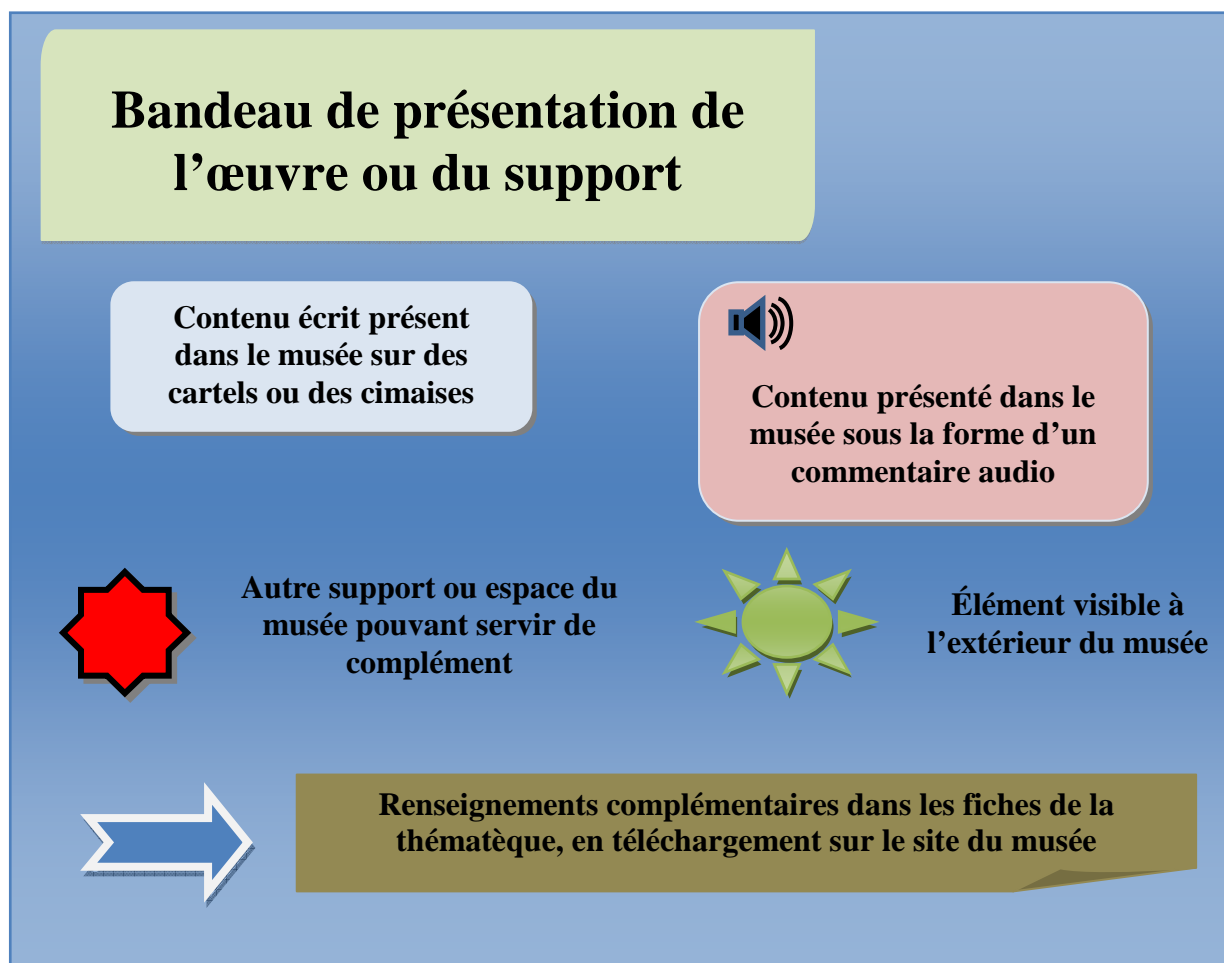 Bandeau de présentation de
l’œuvre ou du support
Contenu écrit présent
dans le musée sur des
cartels ou des cimaises
Contenu présenté dans le
musée sous la forme d’un
commentaire audio
Autre support ou espace du
musée pouvant servir de
complément
Élément visible à
l’extérieur du musée
Renseignements complémentaires dans les fiches de la
thématèque, en téléchargement sur le site du musée